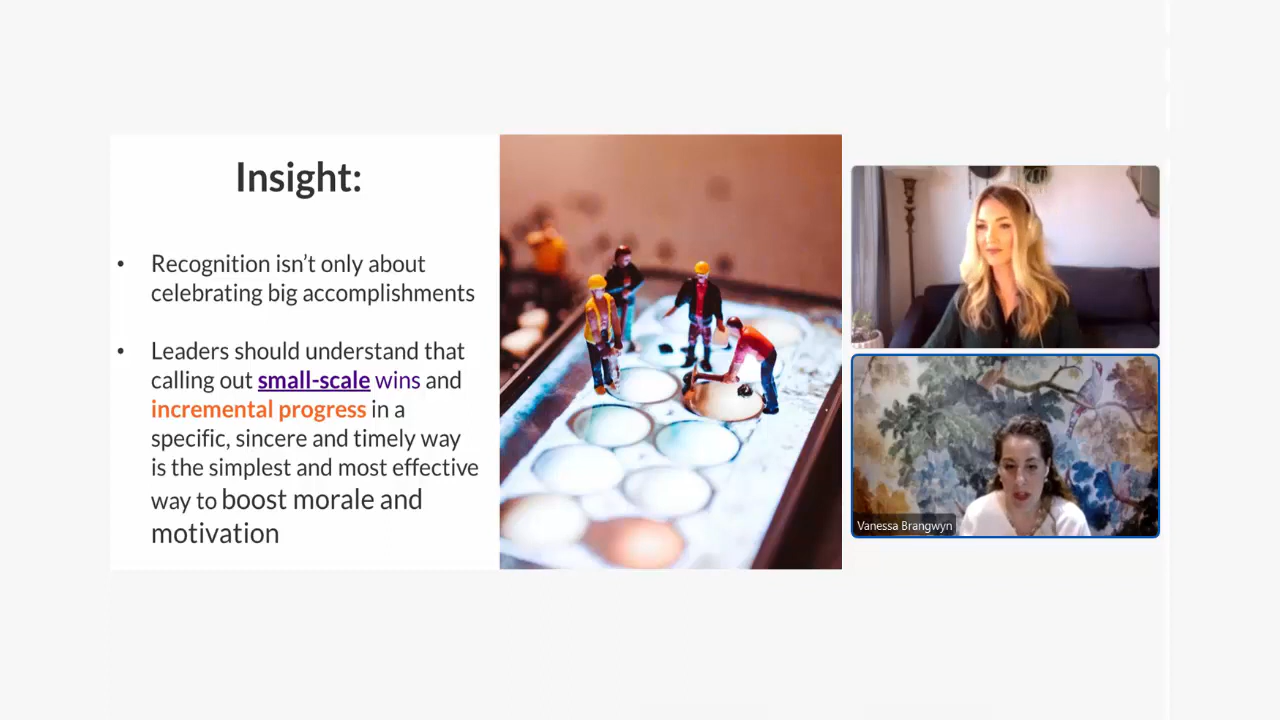 Insight:
• Recognition isn't only about
celebrating big accomplishments
• Leaders should understand that
calling out small-scale wins and
incremental progress in a
specific, sincere and timely way
is the simplest and most effective
way to boost morale and
motivation
Vanessa Brangwyn